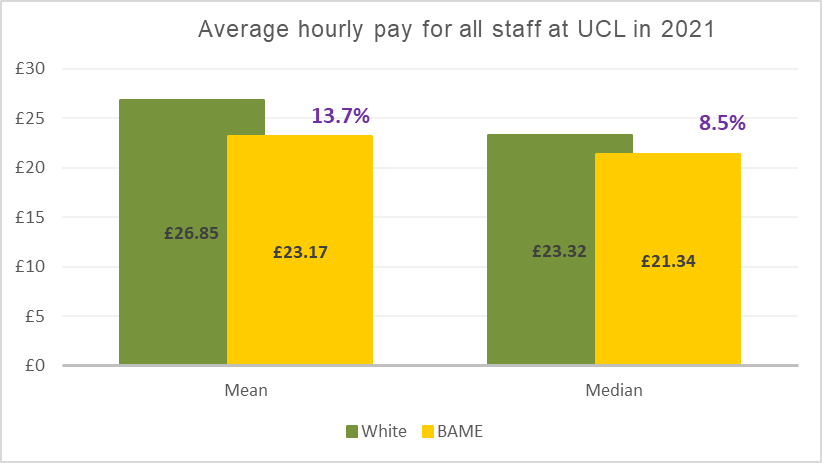 Average hourly pay for all staff at UCL in 2021
£30
£25
£20
£15
£10
£5
£0
13.7%
8.5%
£26.85
£23.17
£23.32
£21.34
Mean
Median
White
BAME